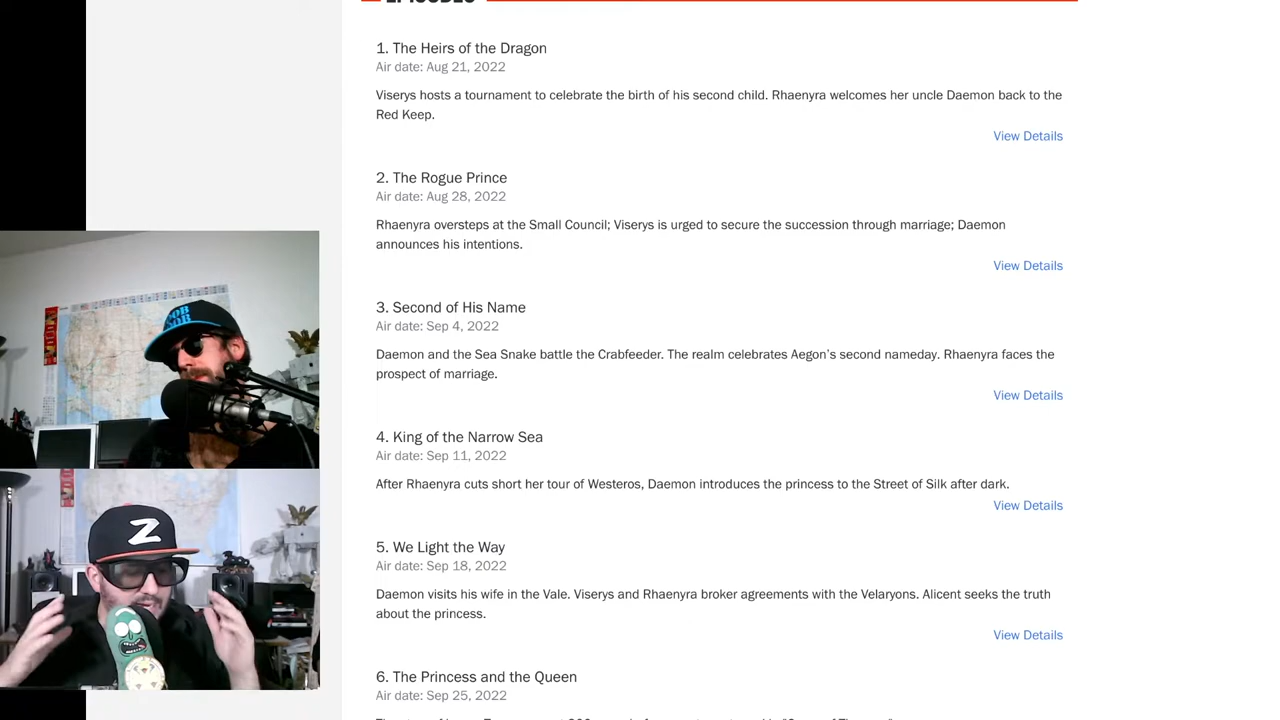 1. The Heirs of the Dragon
Air date: Aug 21, 2022
Viserys hosts a tournament to celebrate the birth of his second child. Rhaenyra welcomes her uncle Daemon back to the
Red Keep.
View Details
2. The Rogue Prince
Air date: Aug 28, 2022
Rhaenyra oversteps at the Small Council; Viserys is urged to secure the succession through marriage; Daemon
announces his intentions.
View Details
3. Second of His Name
Air date: Sep 4, 2022
Daemon and the Sea Snake battle the Crabfeeder. The realm celebrates Aegon’s second nameday. Rhaenyra faces the
prospect of marriage.
View Details
4. King of the Narrow Sea
Air date: Sep 11, 2022
After Rhaenyra cuts short her tour of Westeros, Daemon introduces the princess to the Street of Silk after dark.
View Details
5. We Light the Way
Air date: Sep 18, 2022
Daemon visits his wife in the Vale. Viserys and Rhaenyra broker agreements with the Velaryons. Alicent seeks the truth
about the princess.
View Details
6. The Princess and the Queen
Air date: Sep 25, 2022
Z